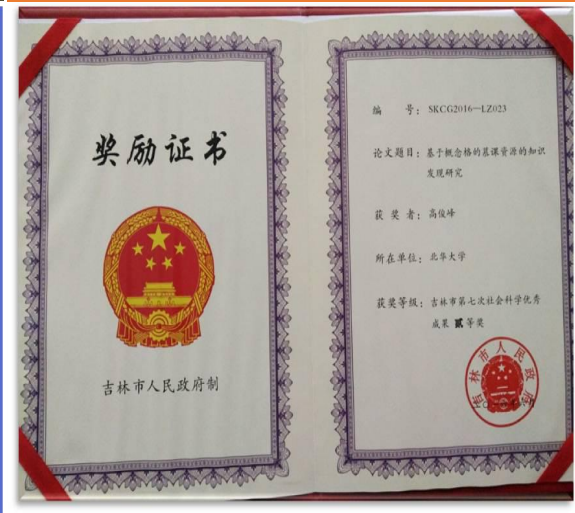 奖励证书
吉林市人民政府制
编 号：SKCG2016—LZ023
论文题目：基于概念格的慕课资源的知识
发现研究
获 奖 者：高俊峰
所在单位：北华大学
获奖等级：吉林市第七次社会科学优秀
成果 贰等奖
吉林市人民政府